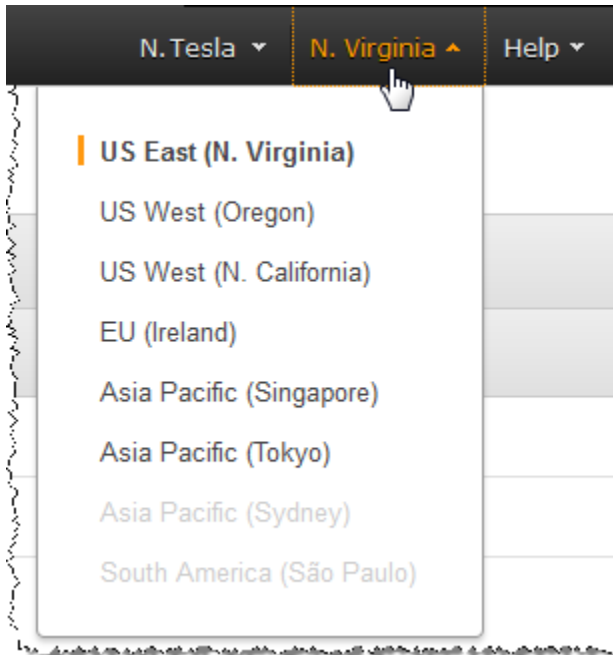 N. Tesla N. Virginia Help
US East (N. Virginia)
US West (Oregon)
US West (N. California)
EU (Ireland)
Asia Pacific (Singapore)
Asia Pacific (Tokyo)
Asia Pacific (Sydney)
South America (São Paulo)